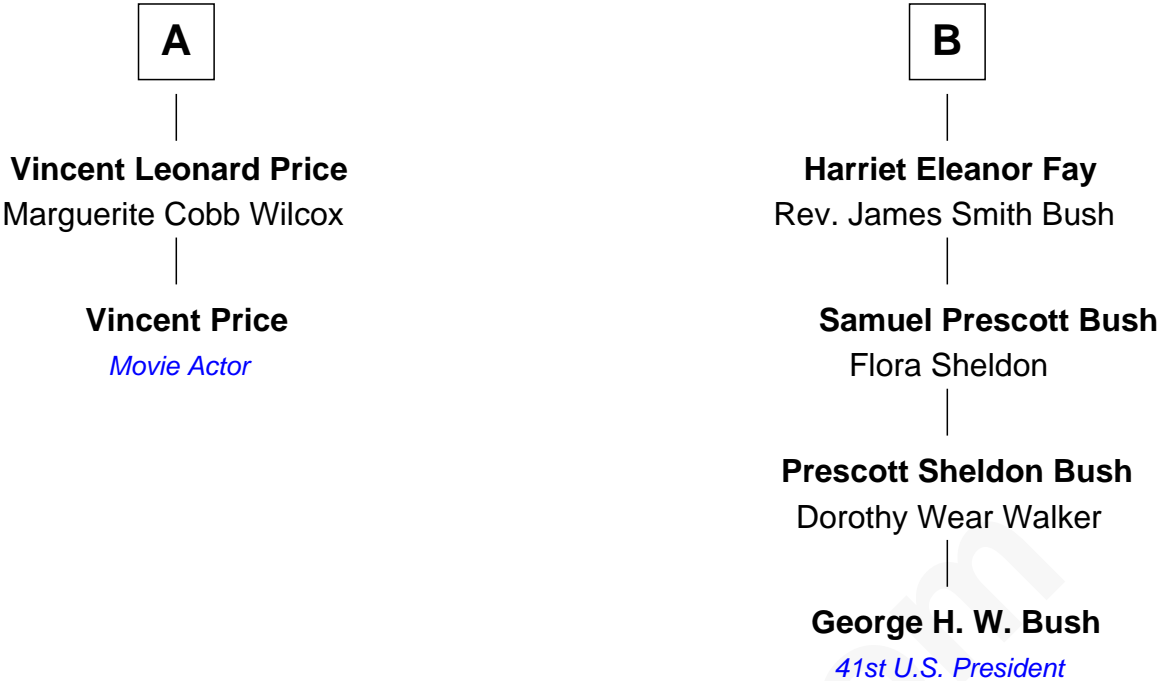 A
Vincent Leonard Price
Marguerite Cobb Wilcox
Vincent Price
Movie Actor
B
Harriet Eleanor Fay
Rev. James Smith Bush
Samuel Prescott Bush
Flora Sheldon
Prescott Sheldon Bush
Dorothy Wear Walker
George H. W. Bush
41st U.S. President